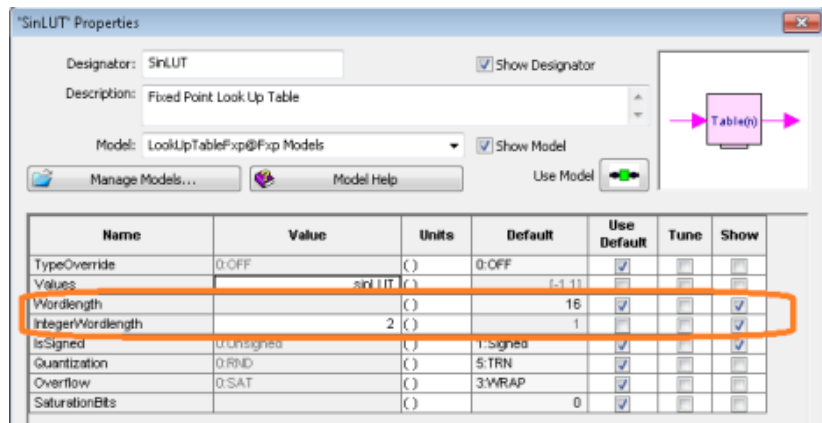 "SinLUT" Properties
Designator: SinLUT Show Designator
Description: Fixed Point Look Up Table
Table(n)
Model: LookUpTableFxp@Fxp Models Show Model
Manage Models... Model Help Use Model
Name Value Units Default Use Default Tune Show
TypeOverride 0:OFF ( ) 0:OFF
Values sinLUT ( ) [-1 1]
Wordlength ( ) 16
IntegerWordlength 2 ( ) 1
IsSigned 0:Unsigned ( ) 1:Signed
Quantization 0:RND ( ) 5:TRN
Overflow 0:SAT ( ) 3:WRAP
SaturationBits ( ) 0